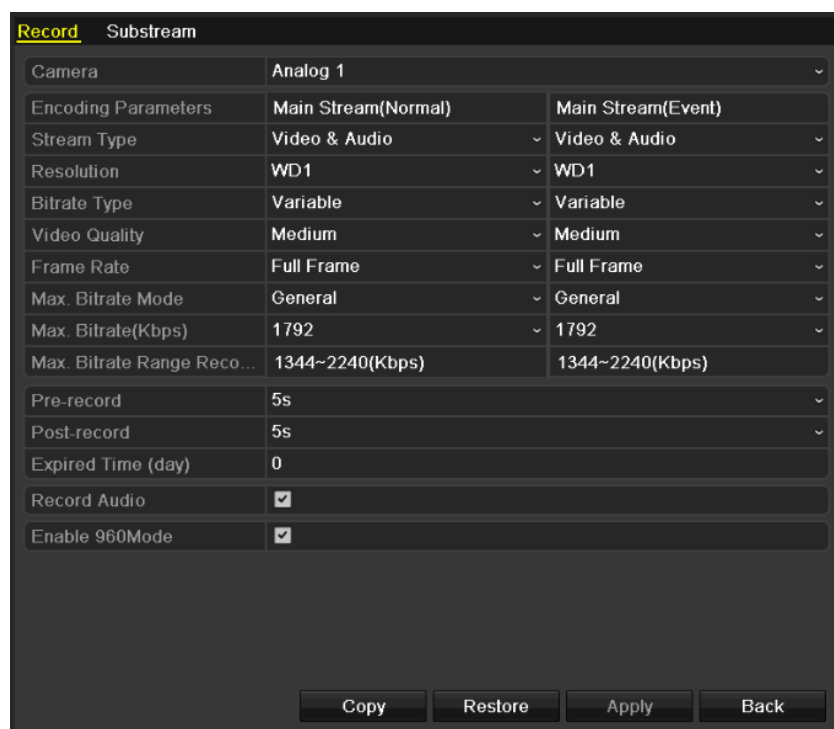 Record Substream
Camera Analog 1
Encoding Parameters Main Stream(Normal) Main Stream(Event)
Stream Type Video & Audio Video & Audio
Resolution WD1 WD1
Bitrate Type Variable Variable
Video Quality Medium Medium
Frame Rate Full Frame Full Frame
Max. Bitrate Mode General General
Max. Bitrate(Kbps) 1792 1792
Max. Bitrate Range Reco... 1344~2240(Kbps) 1344~2240(Kbps)
Pre-record 5s
Post-record 5s
Expired Time (day) 0
Record Audio
Enable 960Mode
Copy Restore Apply Back